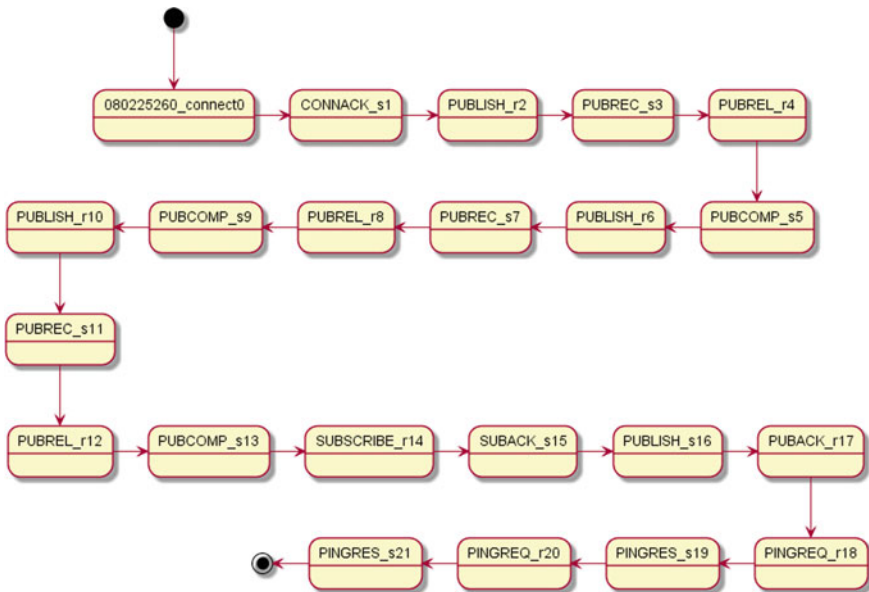 080225260_connect0
CONNACK_s1
PUBLISH_r2
PUBREC_s3
PUBREL_r4
PUBCOMP_s5
PUBLISH_r6
PUBREC_s7
PUBREL_r8
PUBCOMP_s9
PUBLISH_r10
PUBREC_s11
PUBREL_r12
PUBCOMP_s13
SUBSCRIBE_r14
SUBACK_s15
PUBLISH_s16
PUBACK_r17
PINGREQ_r18
PINGRES_s19
PINGREQ_r20
PINGRES_s21